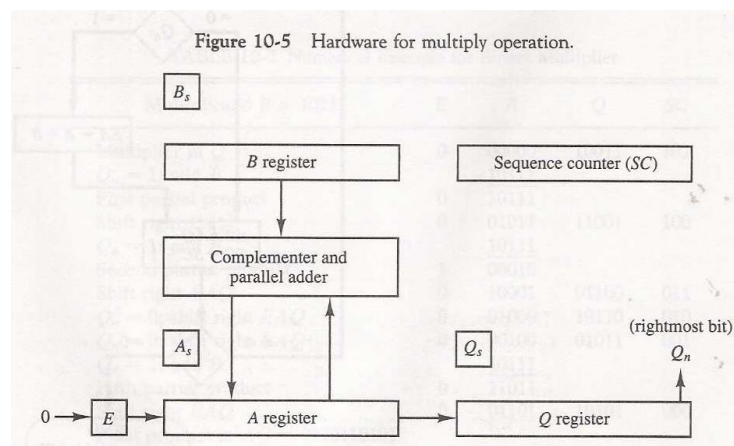 Figure 10-5 Hardware for multiply operation.
Bs
B register
Sequence counter (SC)
Complementer and
parallel adder
(rightmost bit)
As
Qs
Qn
0
E
A register
Q register